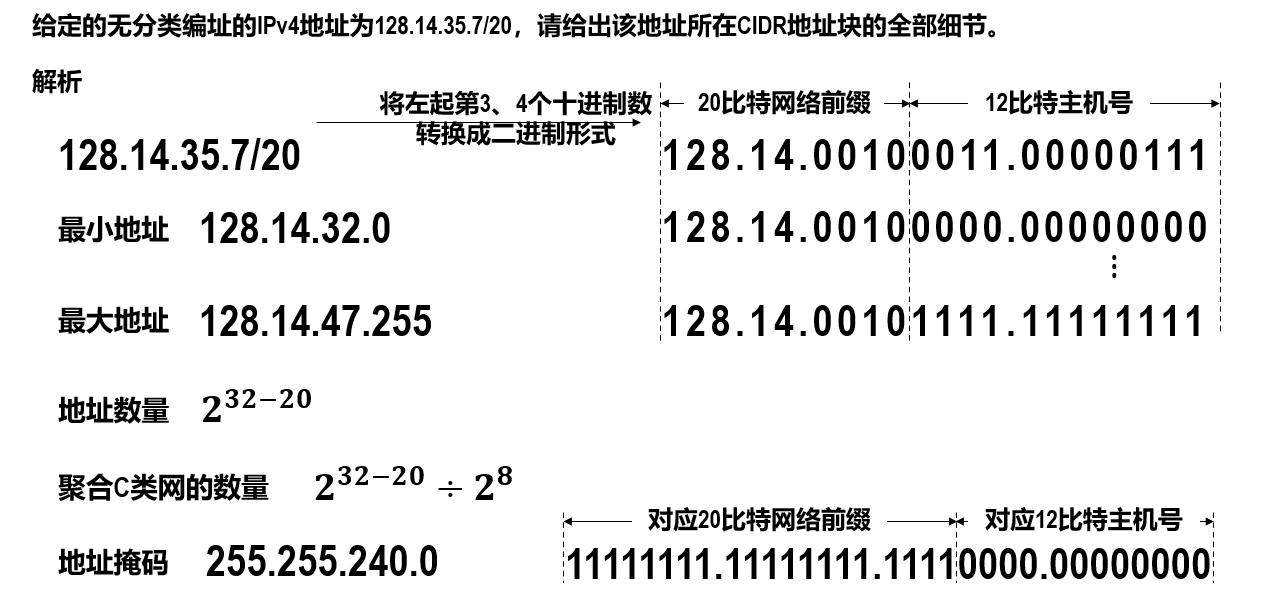 给定的无分类编址的IPv4地址为128.14.35.7/20，请给出该地址所在CIDR地址块的全部细节。
解析
将左起第3、4个十进制数
转换成二进制形式
20比特网络前缀 12比特主机号
128.14.35.7/20 128.14.00100011.00000111
最小地址 128.14.32.0 128.14.00100000.00000000
⋮
最大地址 128.14.47.255 128.14.00101111.11111111
地址数量 2^{32−20}
聚合C类网的数量 2^{32−20} ÷ 2^8
对应20比特网络前缀 对应12比特主机号
地址掩码 255.255.240.0 11111111.11111111.11110000.00000000